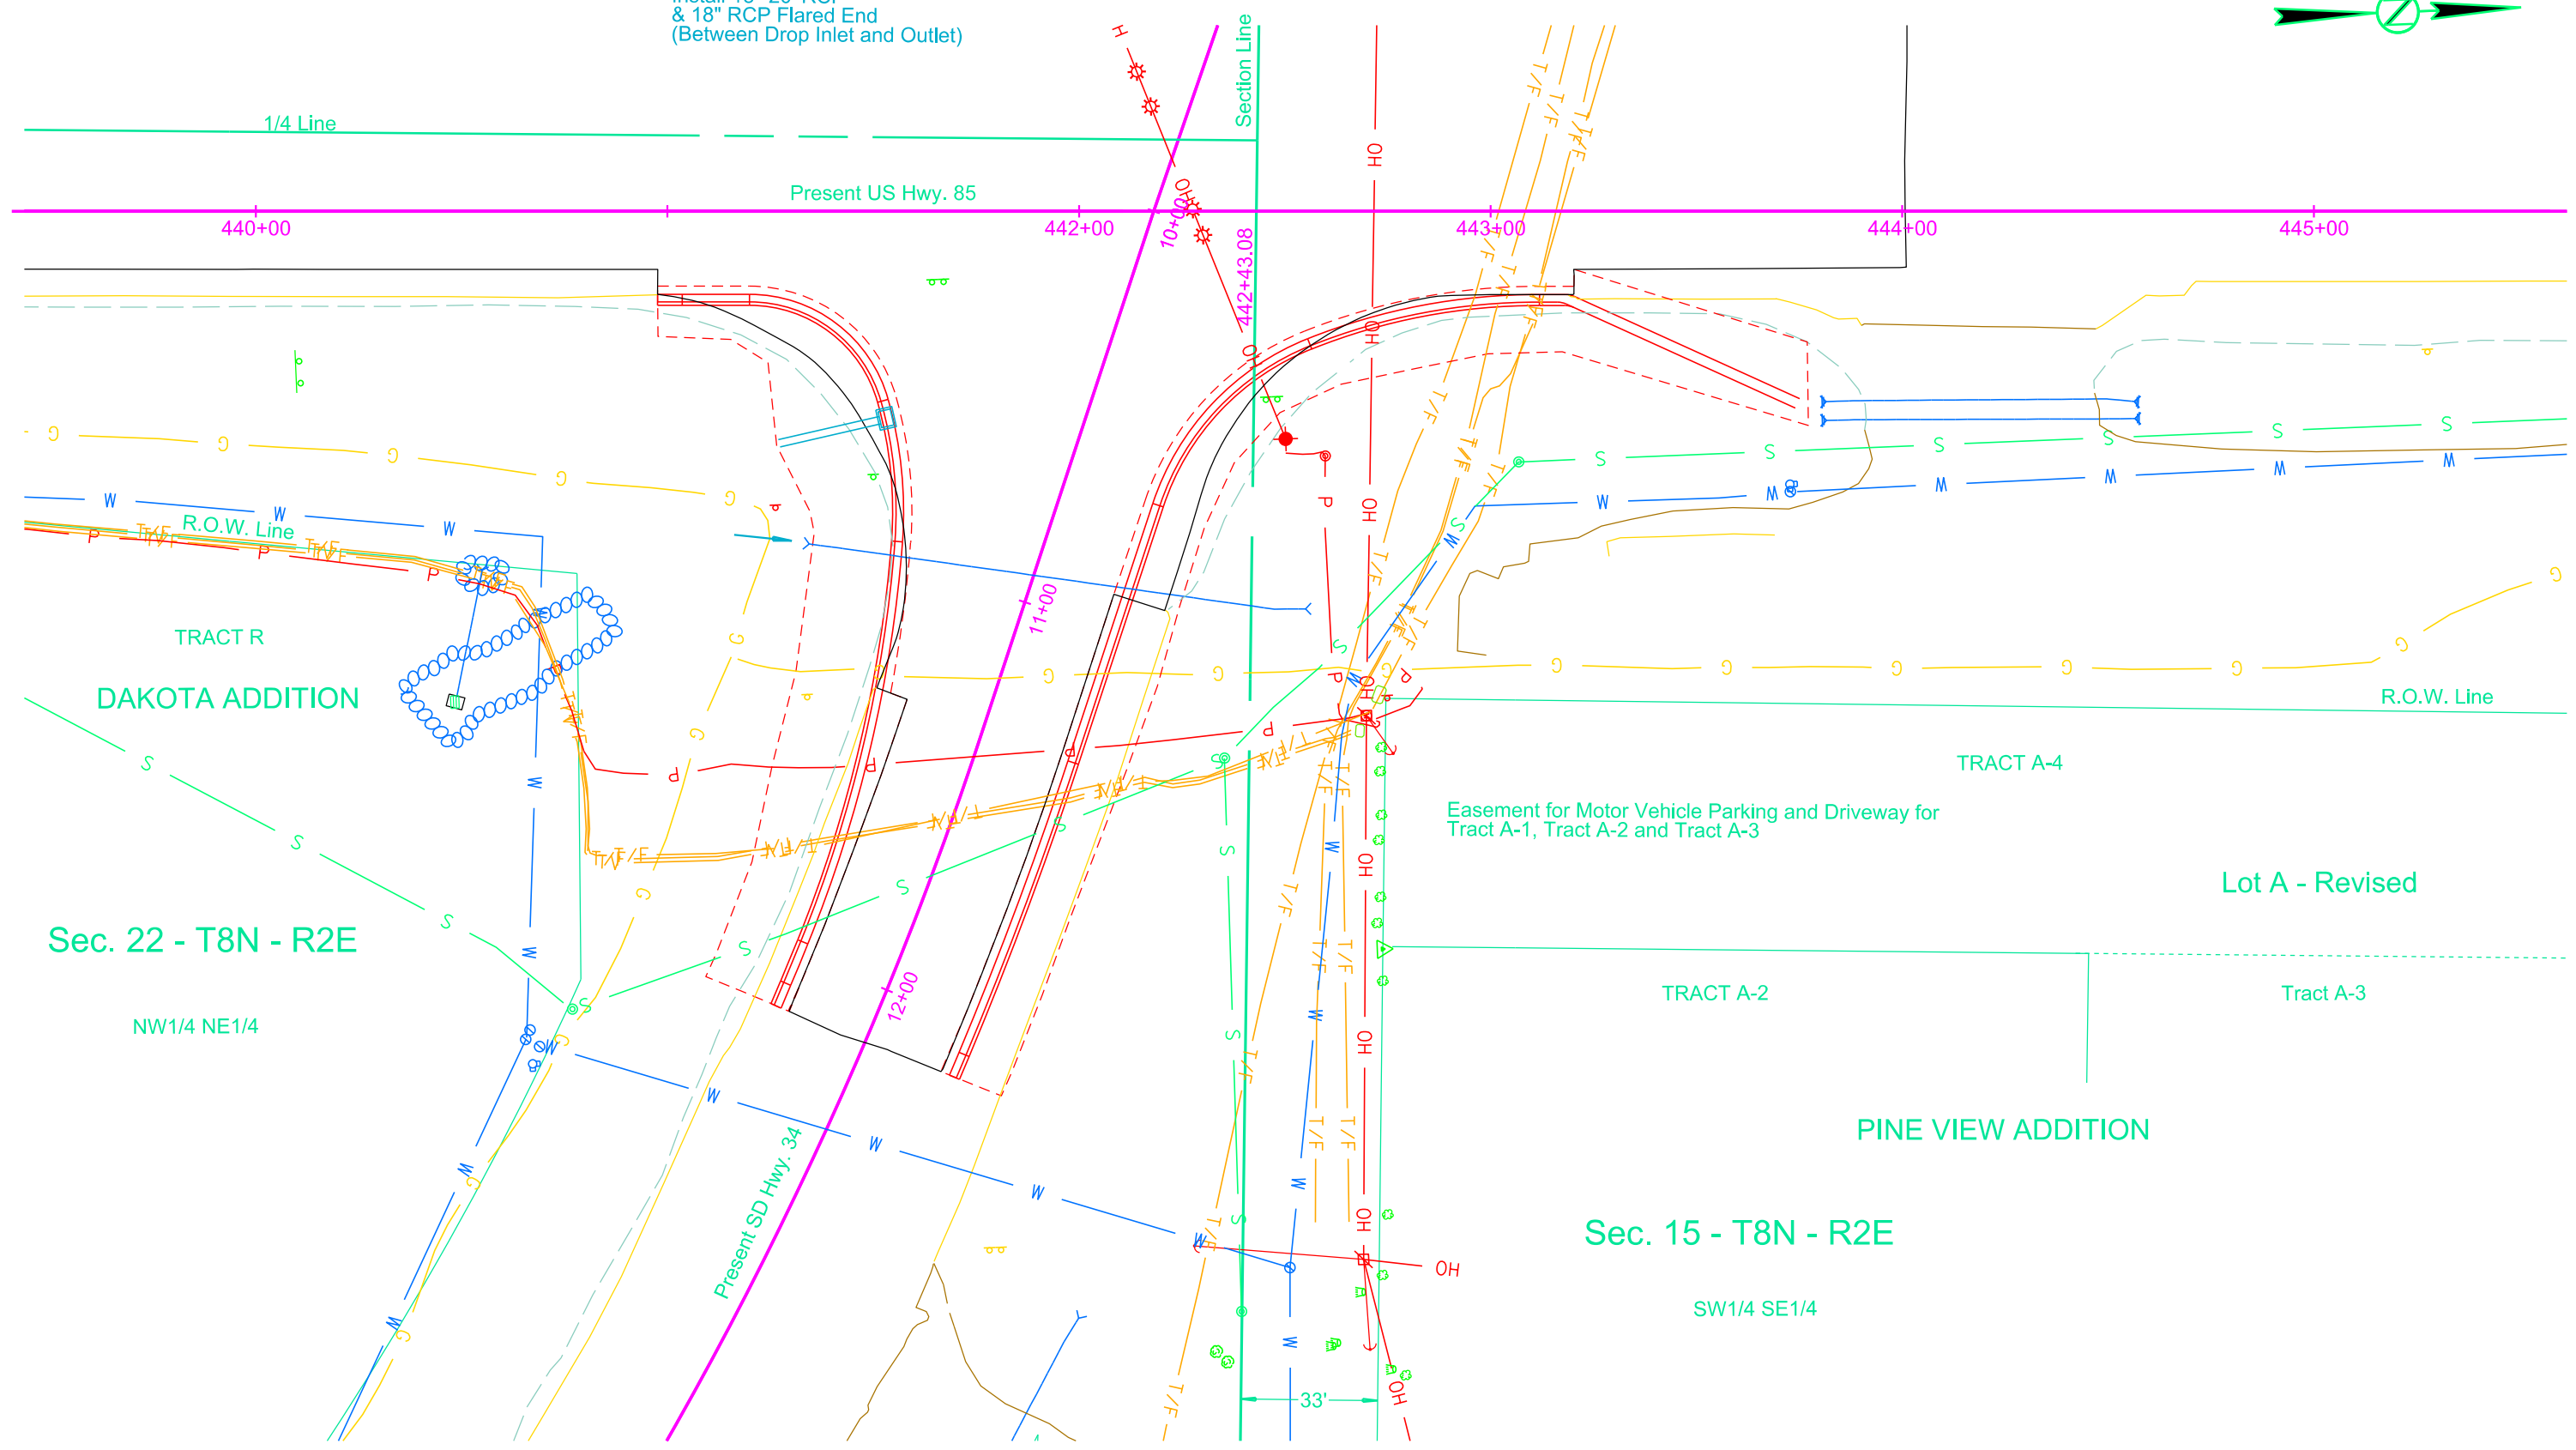 & 18" RCP Flared End
(Between Drop Inlet and Outlet)
Section Line
1/4 Line
Present US Hwy. 85
440+00
442+00
10+00
442+43.08
443+00
444+00
445+00
R.O.W. Line
11+00
TRACT R
DAKOTA ADDITION
R.O.W. Line
TRACT A-4
Easement for Motor Vehicle Parking and Driveway for
Tract A-1, Tract A-2 and Tract A-3
Lot A - Revised
Sec. 22 - T8N - R2E
12+00
TRACT A-2
Tract A-3
NW1/4 NE1/4
PINE VIEW ADDITION
Present SD Hwy. 34
Sec. 15 - T8N - R2E
OH
SW1/4 SE1/4
33'